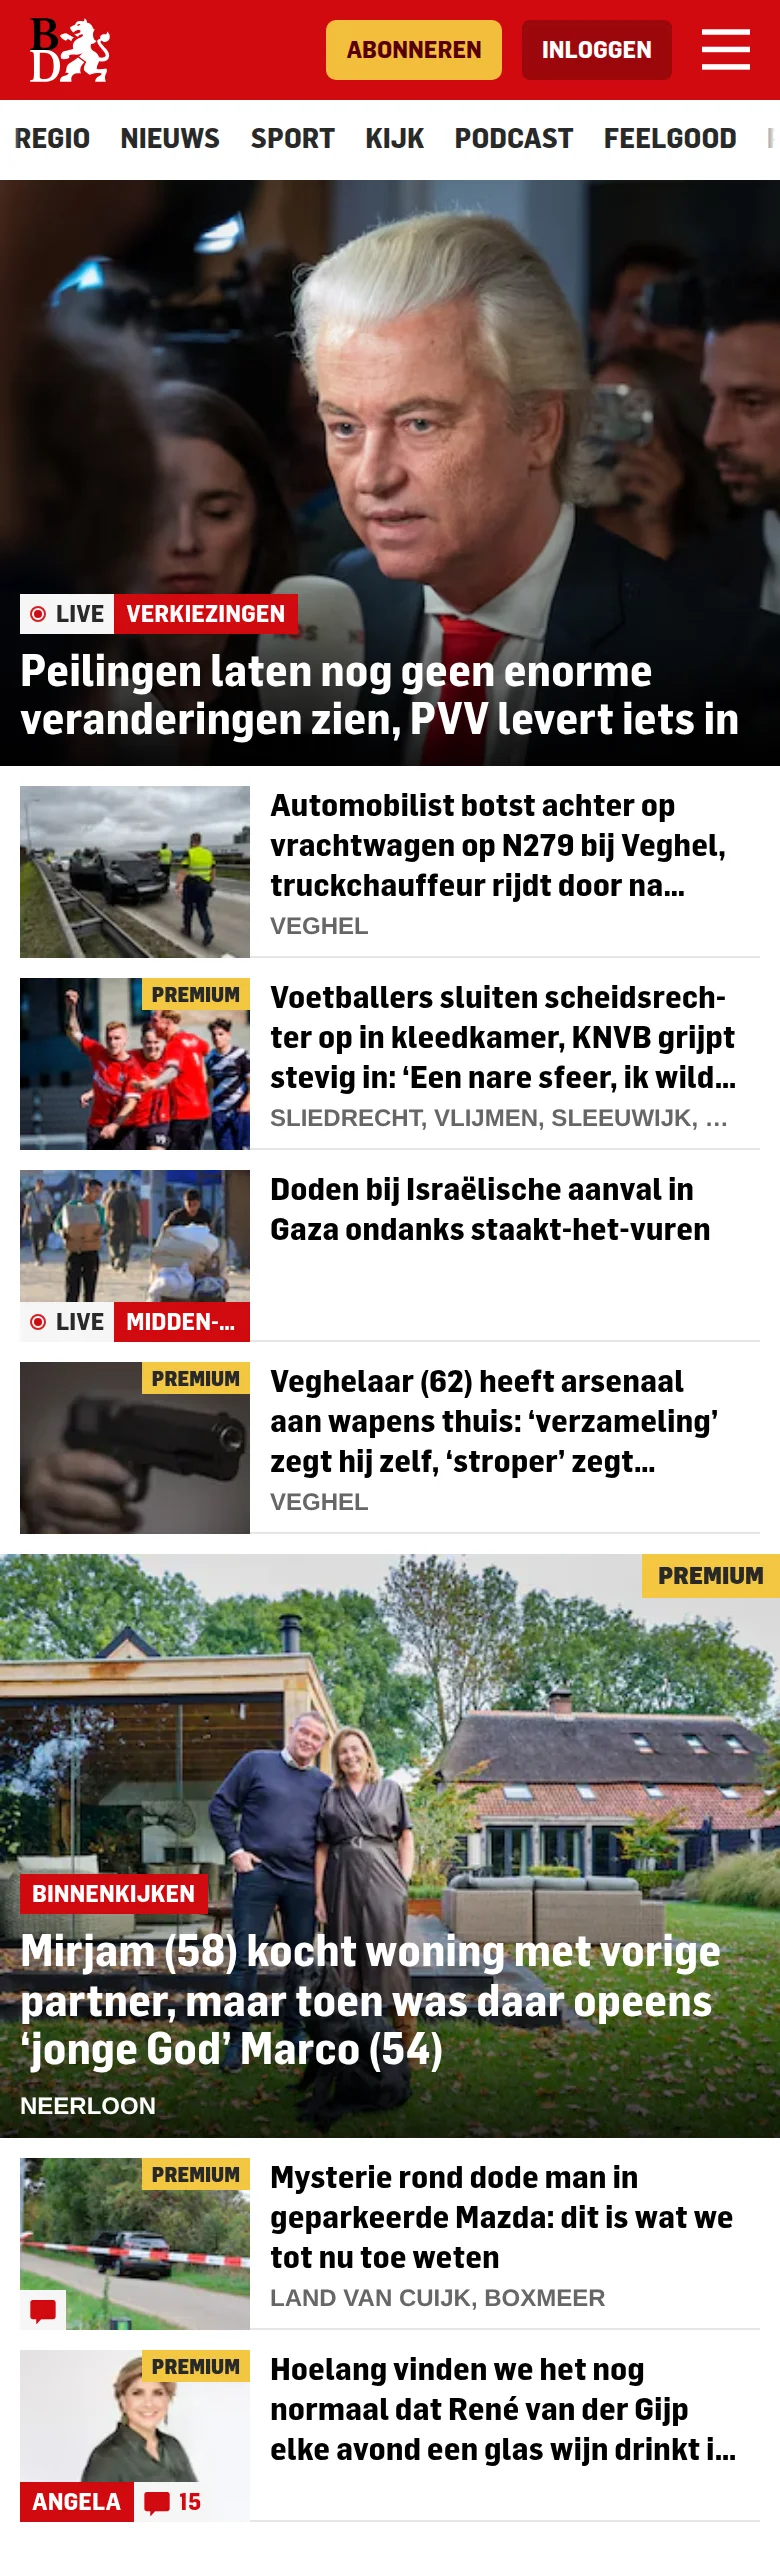 BD
ABONNEREN
INLOGGEN
REGIO NIEUWS SPORT KIJK PODCAST FEELGOOD
LIVE VERKIEZINGEN
Peilingen laten nog geen enorme
veranderingen zien, PVV levert iets in
Automobilist botst achter op
vrachtwagen op N279 bij Veghel,
truckchauffeur rijdt door na...
VEGHEL
PREMIUM
Voetballers sluiten scheidsrech-
ter op in kleedkamer, KNVB grijpt
stevig in: ‘Een nare sfeer, ik wild...
SLIEDRECHT, VLIJMEN, SLEEUWIJK, ...
Doden bij Israëlische aanval in
Gaza ondanks staakt-het-vuren
LIVE MIDDEN-...
PREMIUM
Veghelaar (62) heeft arsenaal
aan wapens thuis: ‘verzameling’
zegt hij zelf, ‘stroper’ zegt...
VEGHEL
PREMIUM
BINNENKIJKEN
Mirjam (58) kocht woning met vorige
partner, maar toen was daar opeens
‘jonge God’ Marco (54)
NEERLOON
PREMIUM
Mysterie rond dode man in
geparkeerde Mazda: dit is wat we
tot nu toe weten
LAND VAN CUIJK, BOXMEER
PREMIUM
Hoelang vinden we het nog
normaal dat René van der Gijp
elke avond een glas wijn drinkt i...
ANGELA 15